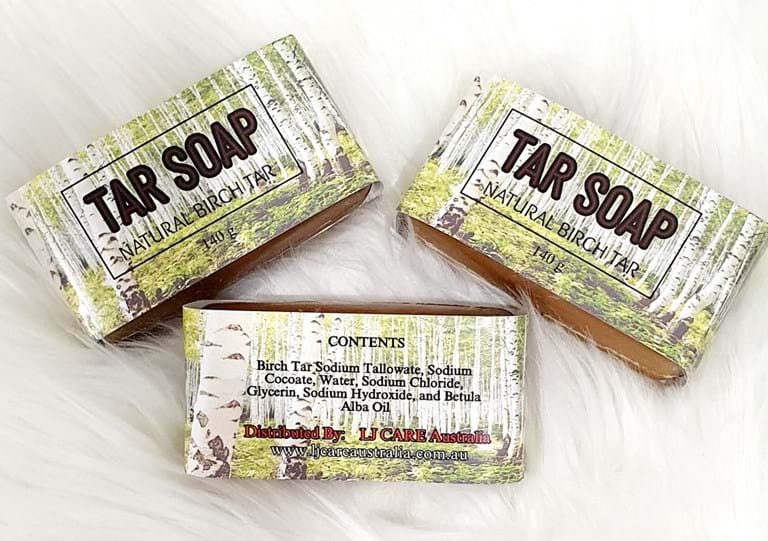 TAR SOAP
NATURAL BIRCH TAR
140 g
TAR SOAP
NATURAL BIRCH TAR
140 g
CONTENTS
Birch Tar Sodium Tallowate, Sodium
Cocoate, Water, Sodium Chloride,
Glycerin, Sodium Hydroxide, and Betula
Alba Oil
Distributed By: LJ CARE Australia
www.ljcareaustralia.com.au